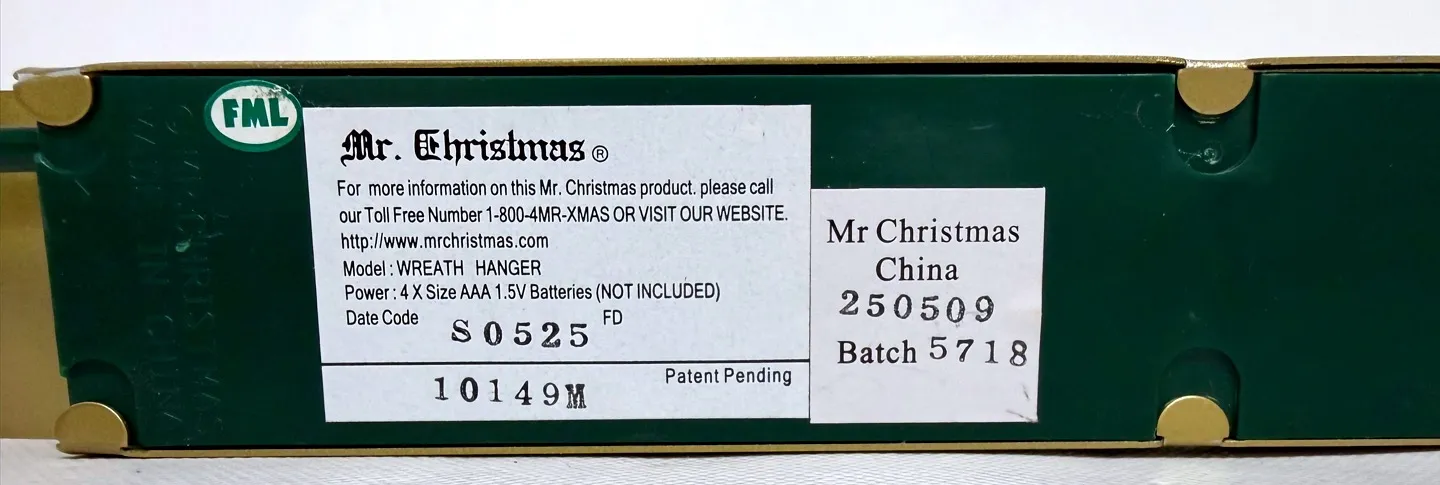 FML
Mr. Christmas ®
For more information on this Mr. Christmas product. please call
our Toll Free Number 1-800-4MR-XMAS OR VISIT OUR WEBSITE.
http://www.mrchristmas.com
Model : WREATH HANGER
Power : 4 X Size AAA 1.5V Batteries (NOT INCLUDED)
Date Code S0525 FD
10149M Patent Pending
Mr Christmas
China
250509
Batch 5718